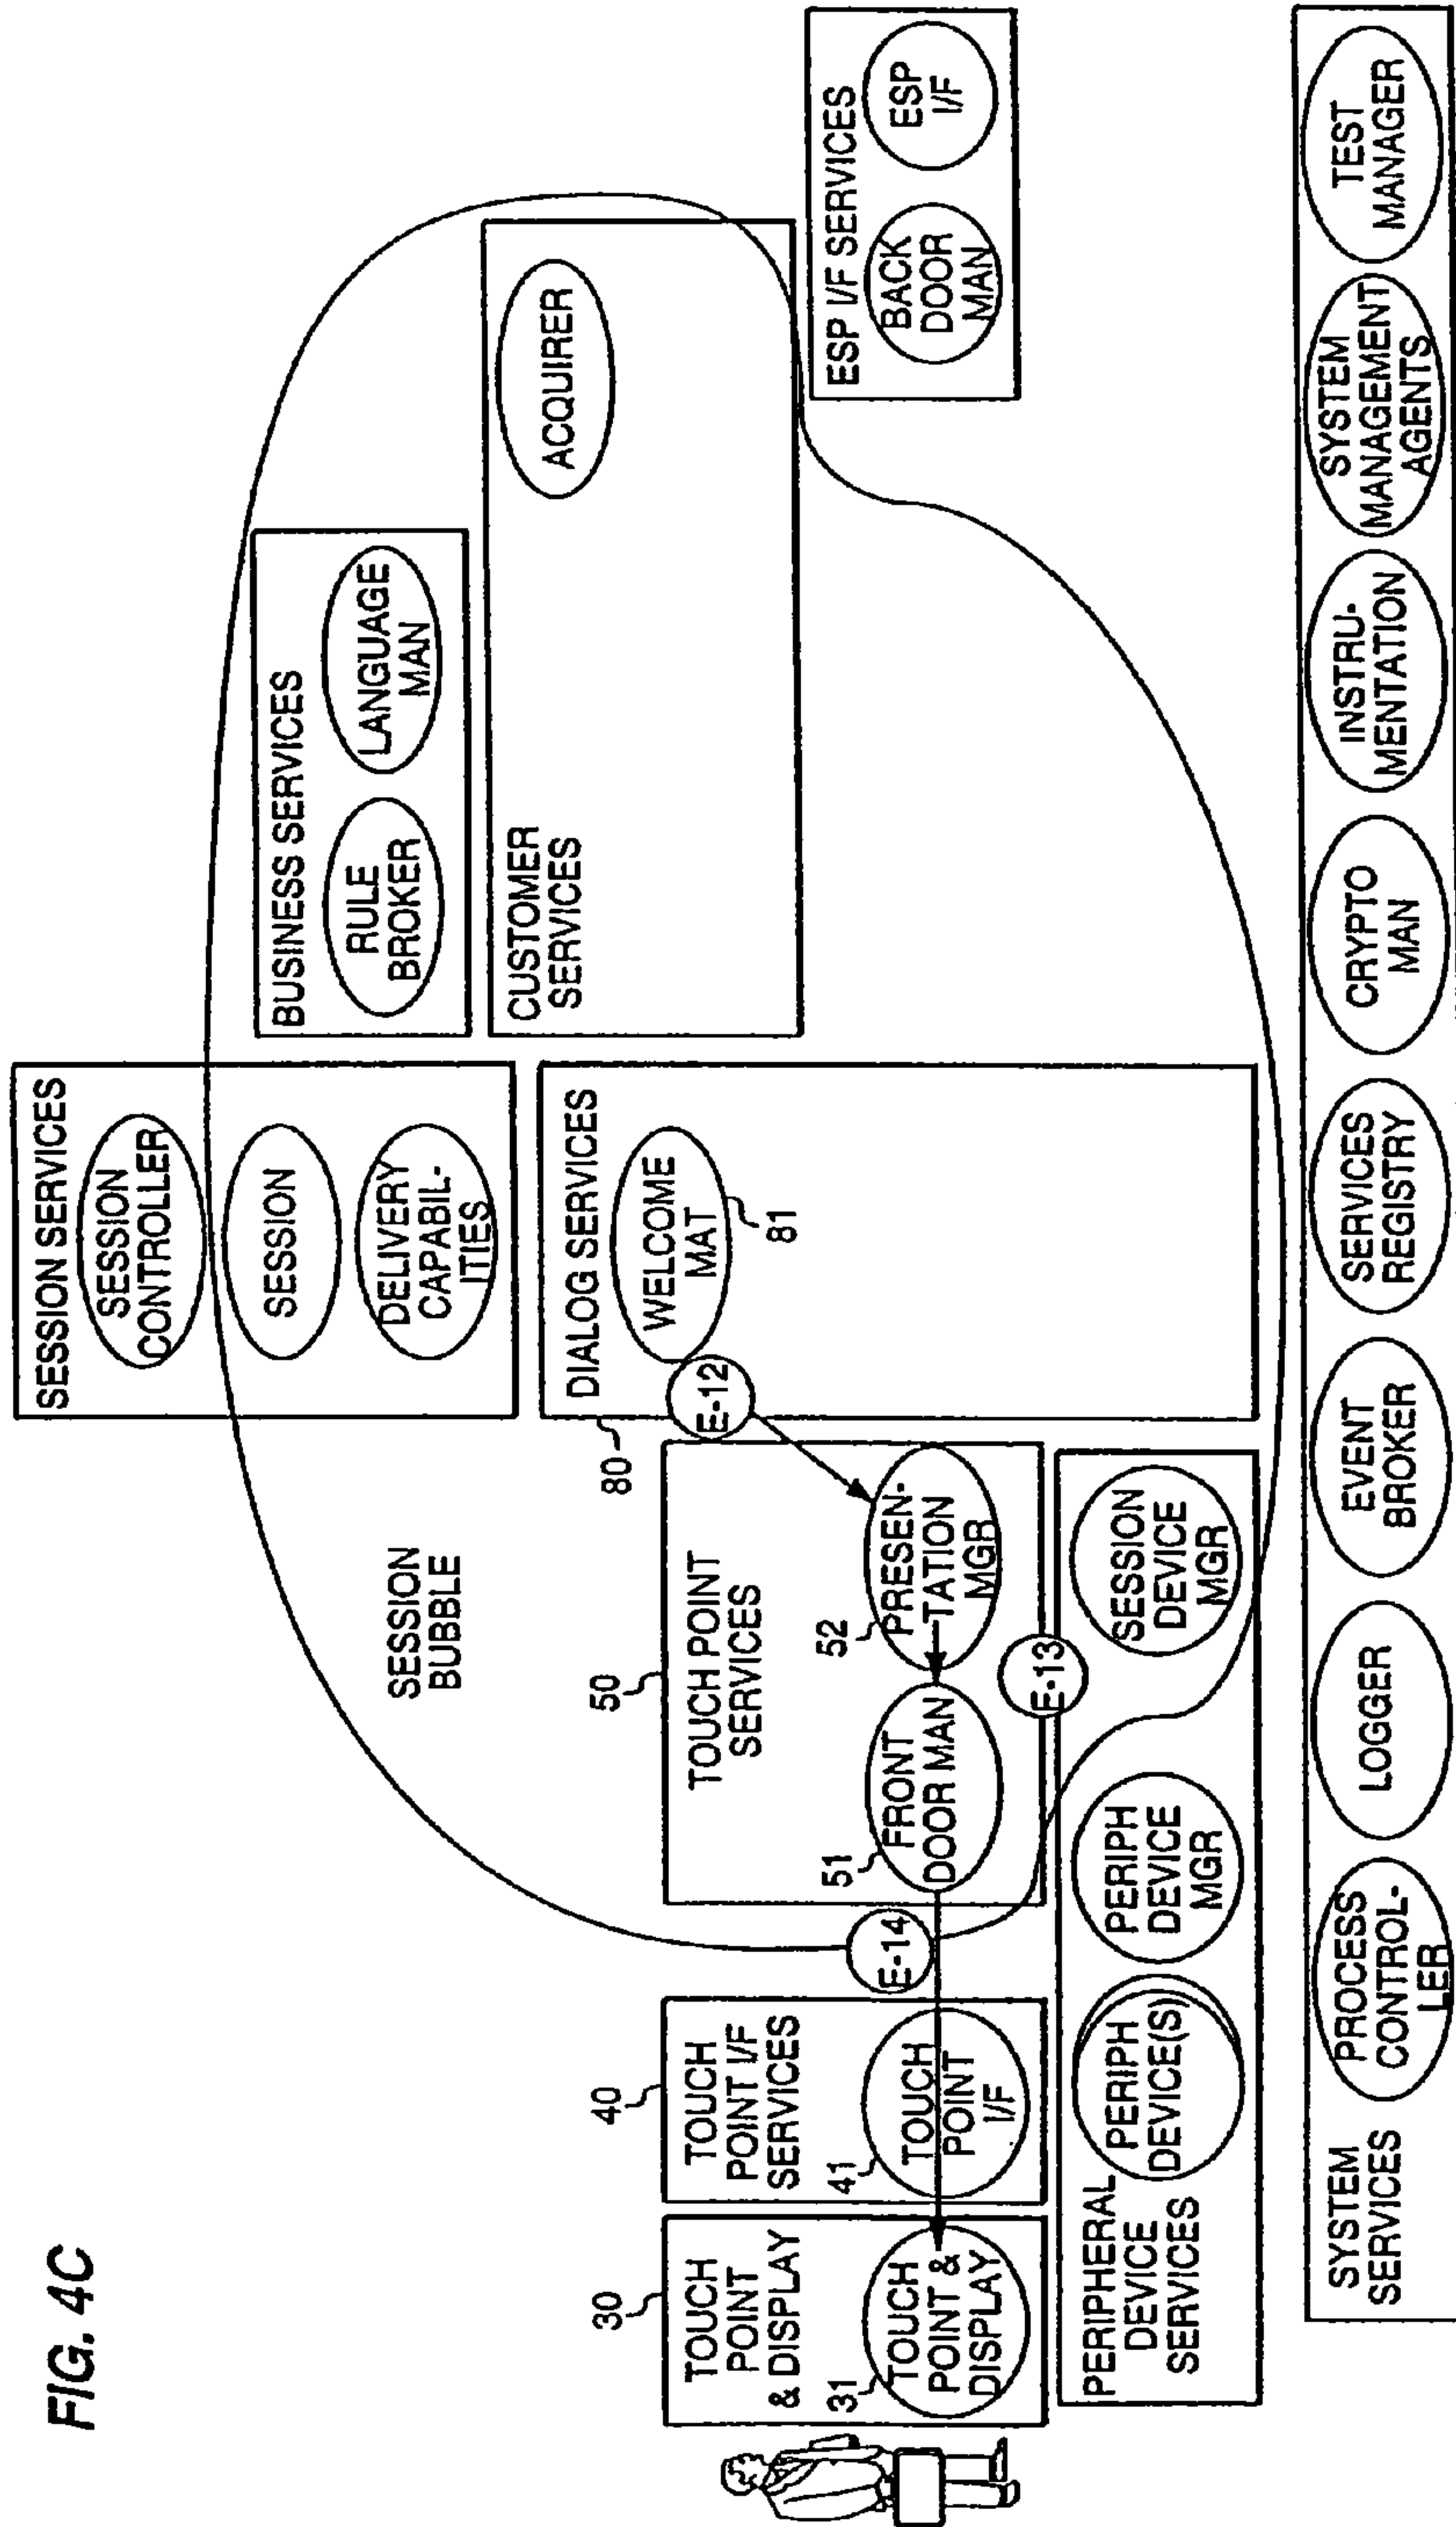 FIG. 4C
SESSION SERVICES
SESSION
CONTROLLER
SESSION
DELIVERY
CAPABIL-
ITIES
BUSINESS SERVICES
RULE
BROKER
LANGUAGE
MAN
CUSTOMER
SERVICES
ACQUIRER
SESSION
BUBBLE
DIALOG SERVICES
80
WELCOME
MAT
81
E-12
30
TOUCH
POINT
& DISPLAY
31
TOUCH
POINT &
DISPLAY
40
TOUCH
POINT I/F
SERVICES
41
TOUCH
POINT
I/F
E-14
50
TOUCH POINT
SERVICES
51
FRONT
DOOR MAN
52
PRESEN-
TATION
MGR
E-13
ESP I/F SERVICES
BACK
DOOR
MAN
ESP
I/F
PERIPHERAL
DEVICE
SERVICES
PERIPH
DEVICE(S)
PERIPH
DEVICE
MGR
SESSION
DEVICE
MGR
SYSTEM
SERVICES
PROCESS
CONTROL-
LER
LOGGER
EVENT
BROKER
SERVICES
REGISTRY
CRYPTO
MAN
INSTRU-
MENTATION
SYSTEM
MANAGEMENT
AGENTS
TEST
MANAGER